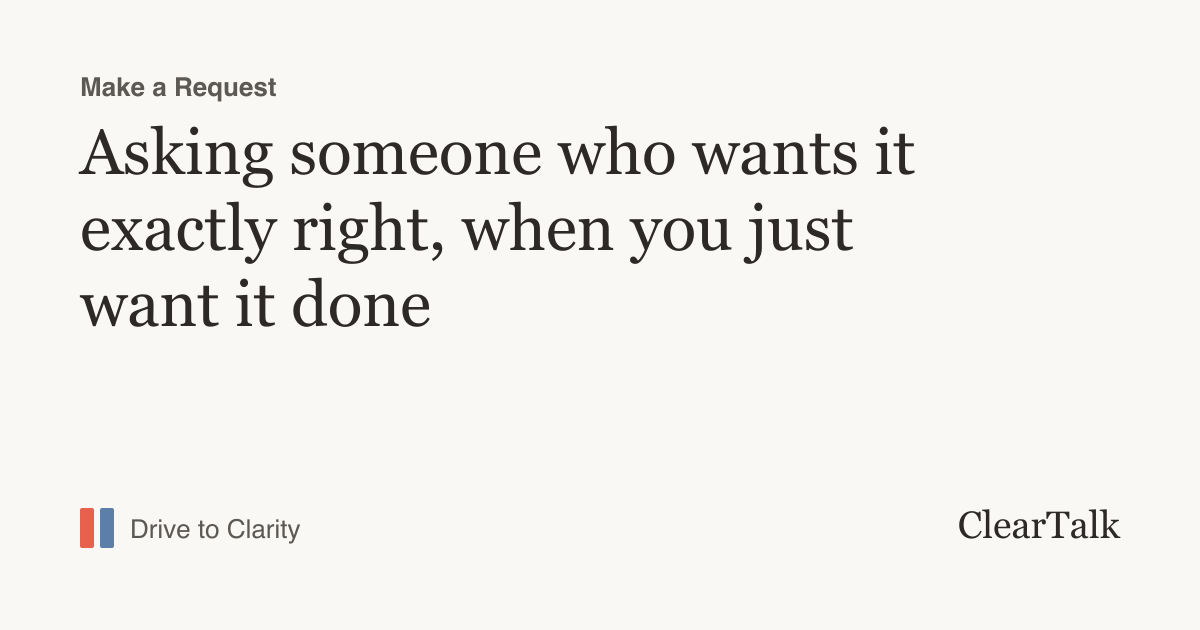 Make a Request
Asking someone who wants it
exactly right, when you just
want it done
Drive to Clarity
ClearTalk